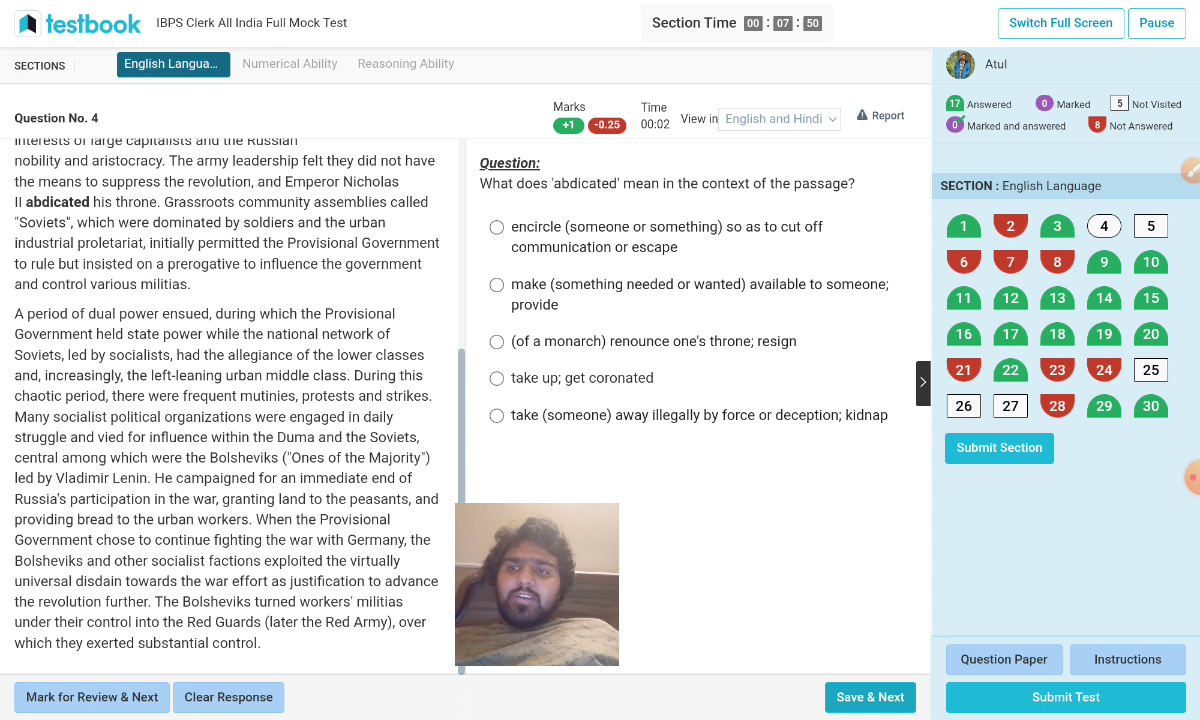 testbook
IBPS Clerk All India Full Mock Test
Section Time 00 : 07 : 50
Switch Full Screen
Pause
SECTIONS
English Langua...
Numerical Ability
Reasoning Ability
Atul
17 Answered
0 Marked
5 Not Visited
0 Marked and answered
8 Not Answered
Question No. 4
Marks
+1 -0.25
Time
00:02
View in English and Hindi
Report
interests of large capitalists and the Russian
nobility and aristocracy. The army leadership felt they did not have
the means to suppress the revolution, and Emperor Nicholas
II abdicated his throne. Grassroots community assemblies called
"Soviets", which were dominated by soldiers and the urban
industrial proletariat, initially permitted the Provisional Government
to rule but insisted on a prerogative to influence the government
and control various militias.
A period of dual power ensued, during which the Provisional
Government held state power while the national network of
Soviets, led by socialists, had the allegiance of the lower classes
and, increasingly, the left-leaning urban middle class. During this
chaotic period, there were frequent mutinies, protests and strikes.
Many socialist political organizations were engaged in daily
struggle and vied for influence within the Duma and the Soviets,
central among which were the Bolsheviks ("Ones of the Majority")
led by Vladimir Lenin. He campaigned for an immediate end of
Russia's participation in the war, granting land to the peasants, and
providing bread to the urban workers. When the Provisional
Government chose to continue fighting the war with Germany, the
Bolsheviks and other socialist factions exploited the virtually
universal disdain towards the war effort as justification to advance
the revolution further. The Bolsheviks turned workers' militias
under their control into the Red Guards (later the Red Army), over
which they exerted substantial control.
Question:
What does 'abdicated' mean in the context of the passage?
encircle (someone or something) so as to cut off
communication or escape
make (something needed or wanted) available to someone;
provide
(of a monarch) renounce one's throne; resign
take up; get coronated
take (someone) away illegally by force or deception; kidnap
SECTION : English Language
1 2 3 4 5
6 7 8 9 10
11 12 13 14 15
16 17 18 19 20
21 22 23 24 25
26 27 28 29 30
Submit Section
Question Paper
Instructions
Mark for Review & Next
Clear Response
Save & Next
Submit Test